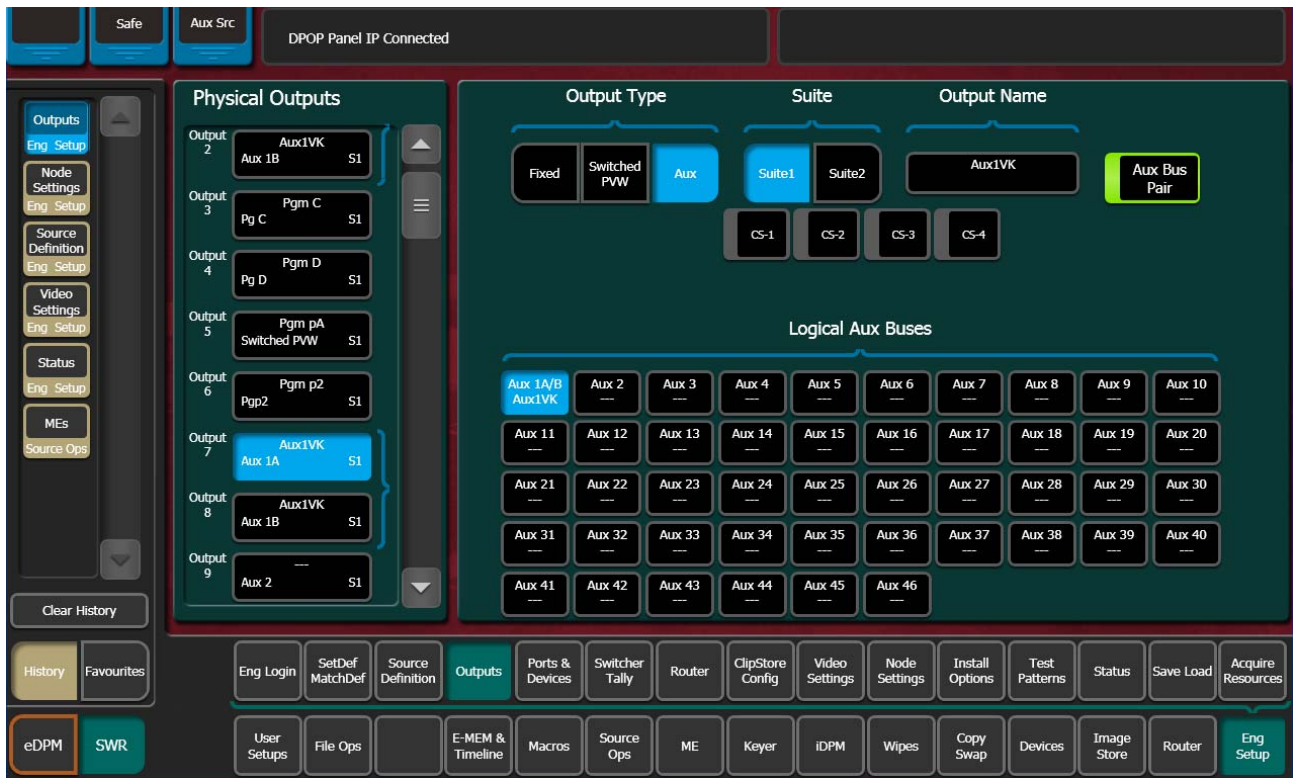 Safe
Aux Src
DPOP Panel IP Connected
Outputs
Eng Setup
Node
Settings
Eng Setup
Source
Definition
Eng Setup
Video
Settings
Eng Setup
Status
Eng Setup
MEs
Source Ops
Clear History
History
Favourites
eDPM
SWR
Physical Outputs
Output
2
Aux1VK
Aux 1B S1
Output
3
Pgm C
Pg C S1
Output
4
Pgm D
Pg D S1
Output
5
Pgm pA
Switched PVW S1
Output
6
Pgm p2
Pgp2 S1
Output
7
Aux1VK
Aux 1A S1
Output
8
Aux1VK
Aux 1B S1
Output
9
---
Aux 2 S1
Output Type
Suite
Output Name
Fixed
Switched
PVW
Aux
Suite1
Suite2
Aux1VK
Aux Bus
Pair
CS-1
CS-2
CS-3
CS-4
Logical Aux Buses
Aux 1A/B
Aux1VK
Aux 2
---
Aux 3
---
Aux 4
---
Aux 5
---
Aux 6
---
Aux 7
---
Aux 8
---
Aux 9
---
Aux 10
---
Aux 11
---
Aux 12
---
Aux 13
---
Aux 14
---
Aux 15
---
Aux 16
---
Aux 17
---
Aux 18
---
Aux 19
---
Aux 20
---
Aux 21
---
Aux 22
---
Aux 23
---
Aux 24
---
Aux 25
---
Aux 26
---
Aux 27
---
Aux 28
---
Aux 29
---
Aux 30
---
Aux 31
---
Aux 32
---
Aux 33
---
Aux 34
---
Aux 35
---
Aux 36
---
Aux 37
---
Aux 38
---
Aux 39
---
Aux 40
---
Aux 41
---
Aux 42
---
Aux 43
---
Aux 44
---
Aux 45
---
Aux 46
---
Eng Login
SetDef
MatchDef
Source
Definition
Outputs
Ports &
Devices
Switcher
Tally
Router
ClipStore
Config
Video
Settings
Node
Settings
Install
Options
Test
Patterns
Status
Save Load
Acquire
Resources
User
Setups
File Ops
E-MEM &
Timeline
Macros
Source
Ops
ME
Keyer
iDPM
Wipes
Copy
Swap
Devices
Image
Store
Router
Eng
Setup